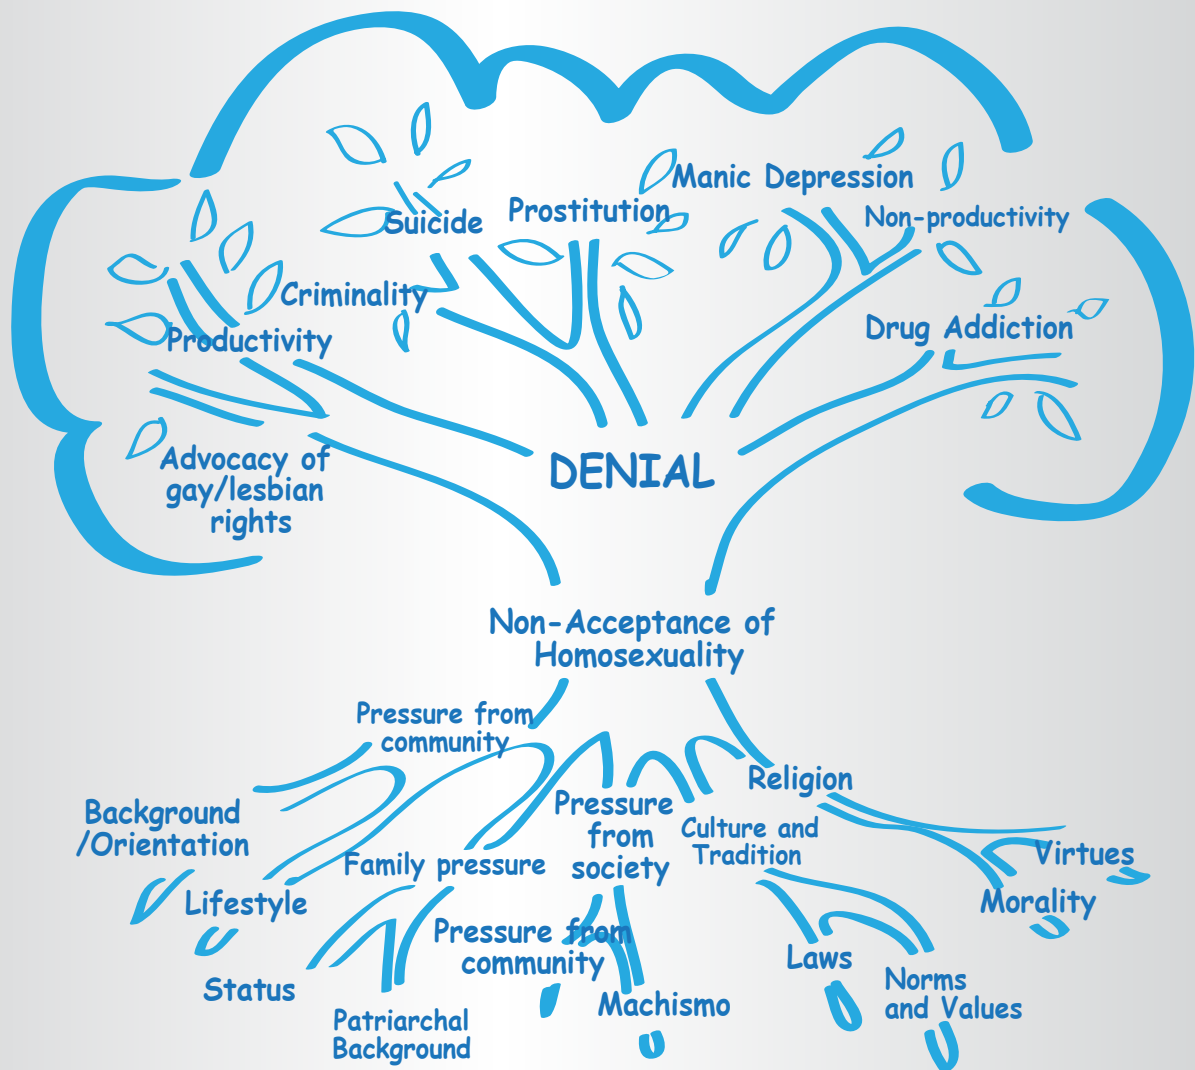 Manic Depression
Suicide
Prostitution
Non-productivity
Criminality
Productivity
Drug Addiction
Advocacy of
gay/lesbian
rights
DENIAL
Non-Acceptance of
Homosexuality
Pressure from
community
Religion
Background
/Orientation
Pressure
from
society
Culture and
Tradition
Family pressure
Virtues
Lifestyle
Morality
Pressure from
community
Laws
Status
Norms
and Values
Machismo
Patriarchal
Background